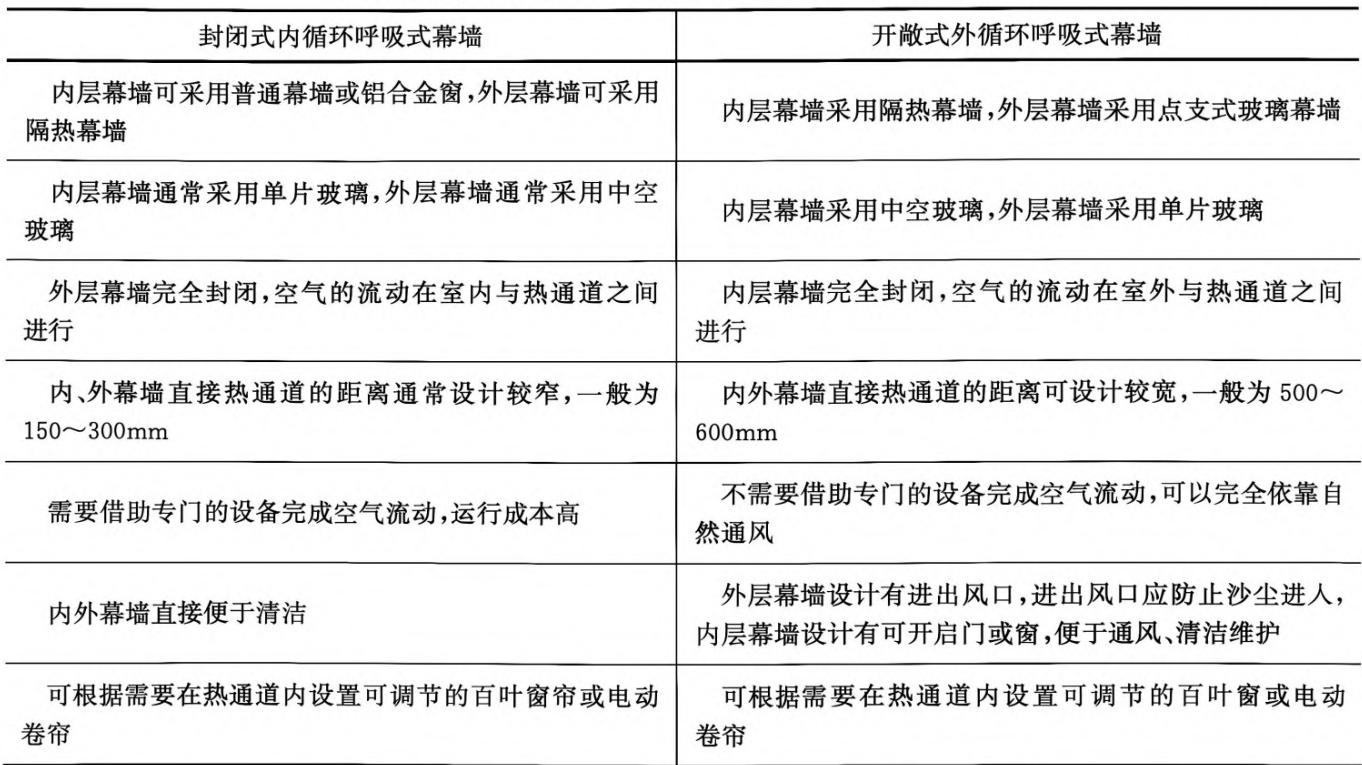 封闭式内循环呼吸式幕墙
开敞式外循环呼吸式幕墙
内层幕墙可采用普通幕墙或铝合金窗,外层幕墙可采用
隔热幕墙
内层幕墙采用隔热幕墙,外层幕墙采用点支式玻璃幕墙
内层幕墙通常采用单片玻璃,外层幕墙通常采用中空
玻璃
内层幕墙采用中空玻璃,外层幕墙采用单片玻璃
外层幕墙完全封闭,空气的流动在室内与热通道之间
进行
内层幕墙完全封闭,空气的流动在室外与热通道之间
进行
内、外幕墙直接热通道的距离通常设计较窄,一般为
150～300mm
内外幕墙直接热通道的距离可设计较宽,一般为 500～
600mm
需要借助专门的设备完成空气流动,运行成本高
不需要借助专门的设备完成空气流动,可以完全依靠自
然通风
内外幕墙直接便于清洁
外层幕墙设计有进出风口,进出风口应防止沙尘进人,
内层幕墙设计有可开启门或窗,便于通风、清洁维护
可根据需要在热通道内设置可调节的百叶窗帘或电动
卷帘
可根据需要在热通道内设置可调节的百叶窗或电动
卷帘